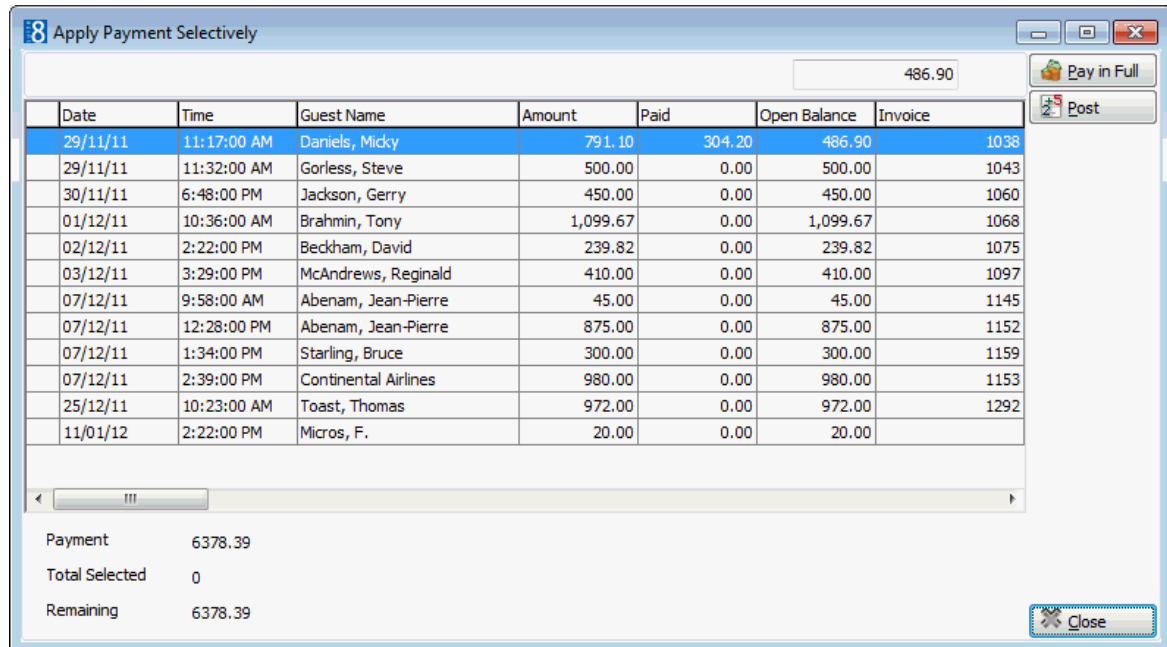 8 Apply Payment Selectively
486.90 Pay in Full
Date Time Guest Name Amount Paid Open Balance Invoice Post
29/11/11 11:17:00 AM Daniels, Micky 791.10 304.20 486.90 1038
29/11/11 11:32:00 AM Gorless, Steve 500.00 0.00 500.00 1043
30/11/11 6:48:00 PM Jackson, Gerry 450.00 0.00 450.00 1060
01/12/11 10:36:00 AM Brahmin, Tony 1,099.67 0.00 1,099.67 1068
02/12/11 2:22:00 PM Beckham, David 239.82 0.00 239.82 1075
03/12/11 3:29:00 PM McAndrews, Reginald 410.00 0.00 410.00 1097
07/12/11 9:58:00 AM Abenam, Jean-Pierre 45.00 0.00 45.00 1145
07/12/11 12:28:00 PM Abenam, Jean-Pierre 875.00 0.00 875.00 1152
07/12/11 1:34:00 PM Starling, Bruce 300.00 0.00 300.00 1159
07/12/11 2:39:00 PM Continental Airlines 980.00 0.00 980.00 1153
25/12/11 10:23:00 AM Toast, Thomas 972.00 0.00 972.00 1292
11/01/12 2:22:00 PM Micros, F. 20.00 0.00 20.00
Payment 6378.39
Total Selected 0
Remaining 6378.39
Close